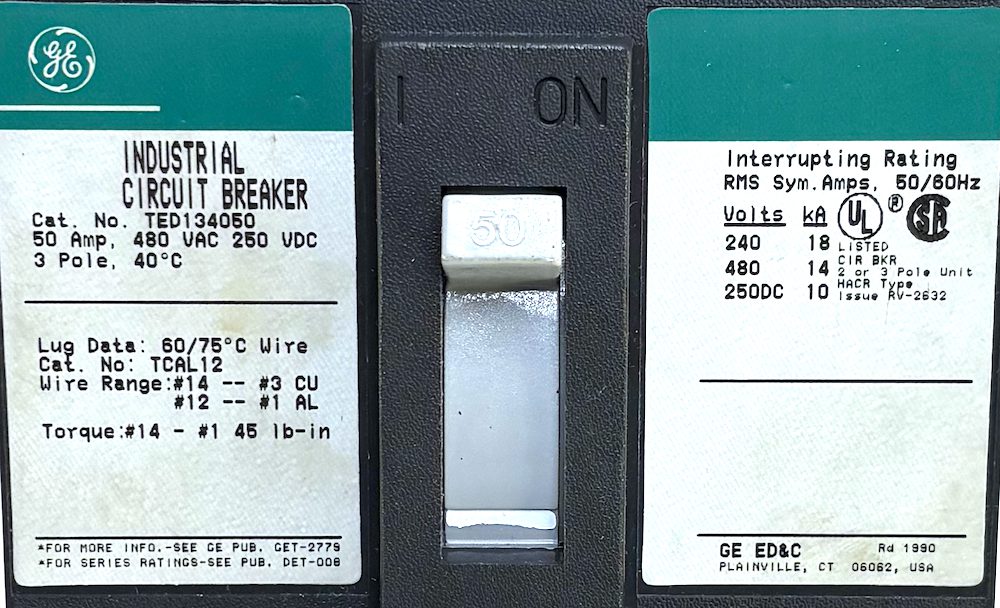 GE
INDUSTRIAL
CIRCUIT BREAKER
Cat. No. TED134050
50 Amp, 480 VAC 250 VDC
3 Pole, 40°C
Lug Data: 60/75°C Wire
Cat. No: TCAL12
Wire Range:#14 -- #3 CU
#12 -- #1 AL
Torque:#14 - #1 45 lb-in
*FOR MORE INFO.-SEE GE PUB. GET-2779
*FOR SERIES RATINGS-SEE PUB. DET-008
I ON
50
Interrupting Rating
RMS Sym.Amps, 50/60Hz
Volts kA UL ® SA
240 18 LISTED
CIR BKR
480 14 2 or 3 Pole Unit
HACR Type
250DC 10 Issue RV-2632
GE ED&C Rd 1990
PLAINVILLE, CT 06062, USA